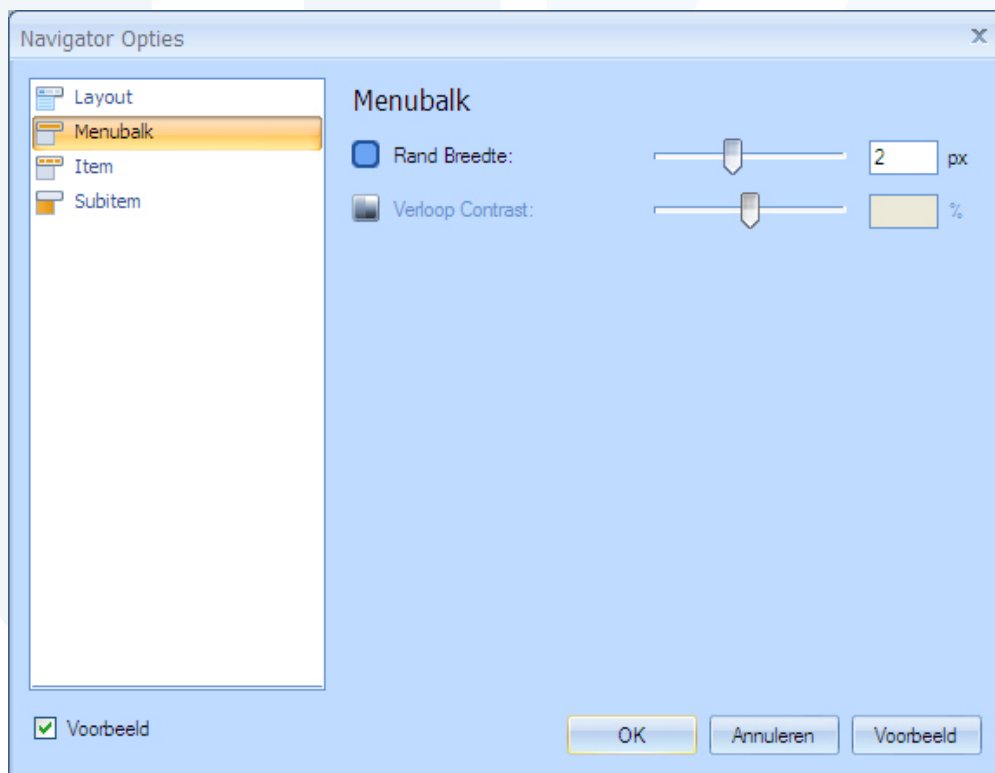 Navigator Opties
Layout
Menubalk
Item
Subitem
Menubalk
Rand Breedte: 2 px
Verloop Contrast: %
Voorbeeld
OK Annuleren Voorbeeld